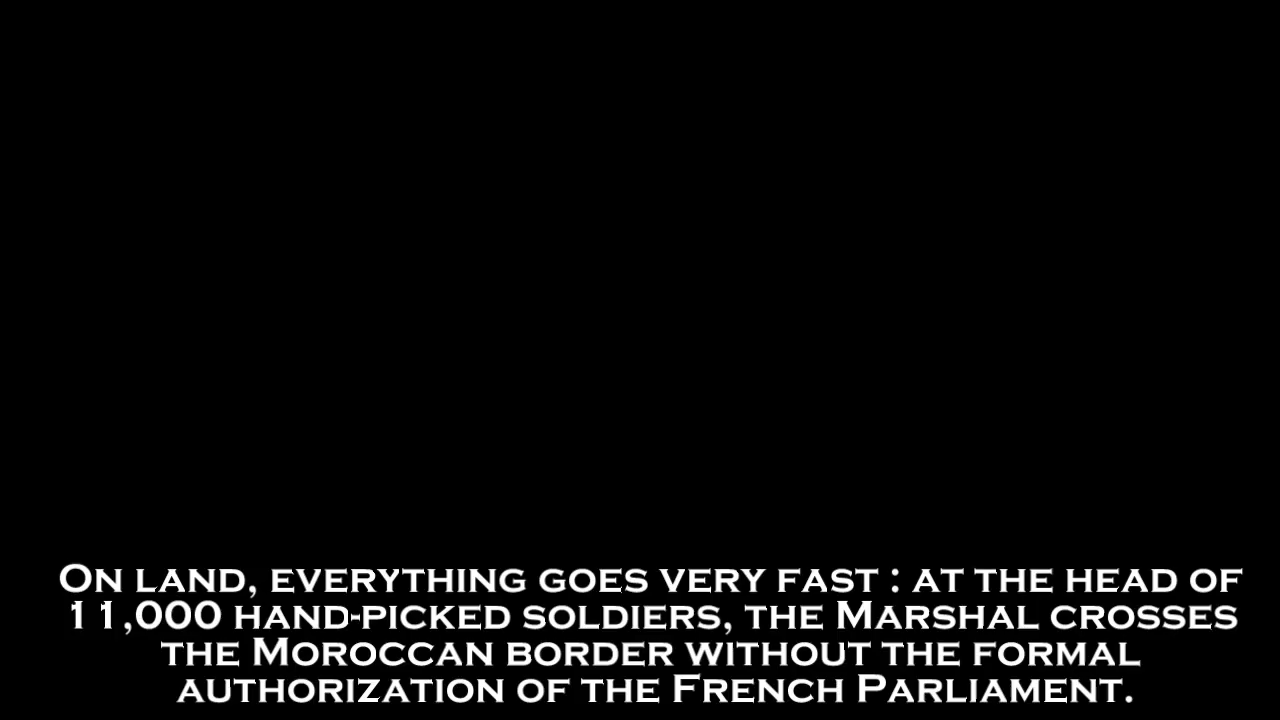 On land, everything goes very fast : at the head of
11,000 hand-picked soldiers, the Marshal crosses
the Moroccan border without the formal
authorization of the French Parliament.